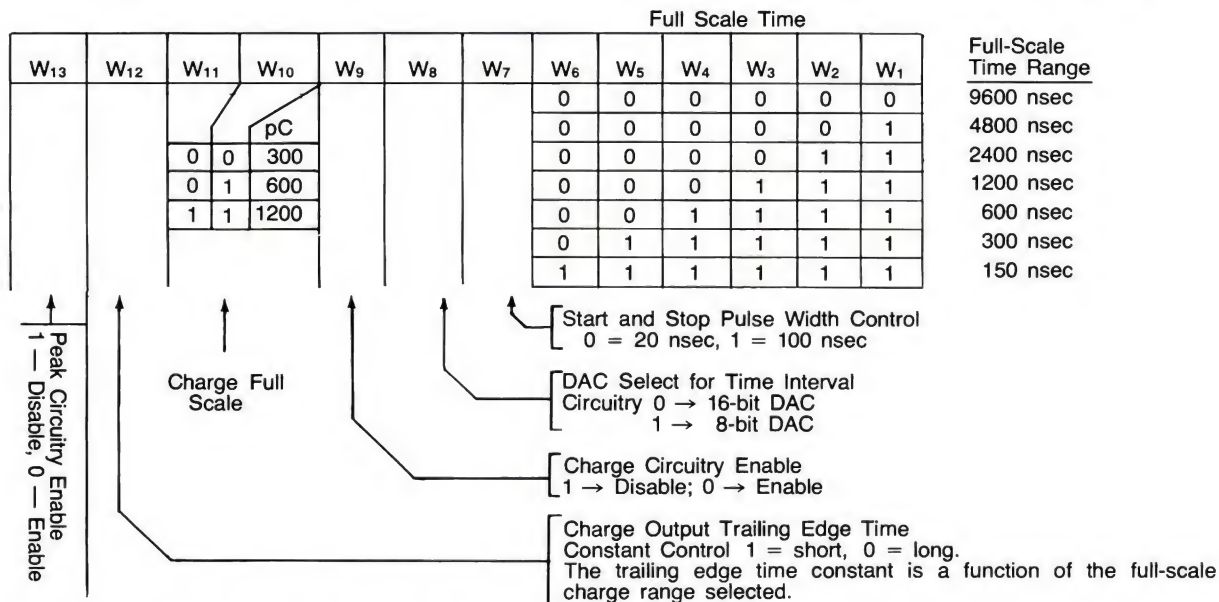 Full Scale Time
W13 W12 W11 W10 W9 W8 W7 W6 W5 W4 W3 W2 W1
Full-Scale
Time Range
0 0 0 0 0 0 9600 nsec
0 0 0 0 0 1 4800 nsec
pC
0 0 0 0 1 1 2400 nsec
0 0 300
0 0 0 1 1 1 1200 nsec
0 1 600
0 0 1 1 1 1 600 nsec
1 1 1200
0 1 1 1 1 1 300 nsec
1 1 1 1 1 1 150 nsec
Start and Stop Pulse Width Control
0 = 20 nsec, 1 = 100 nsec
DAC Select for Time Interval
Circuitry 0 → 16-bit DAC
1 → 8-bit DAC
Charge Full
Scale
Charge Circuitry Enable
1 → Disable; 0 → Enable
Peak Circuitry Enable
1 — Disable, 0 — Enable
Charge Output Trailing Edge Time
Constant Control 1 = short, 0 = long.
The trailing edge time constant is a function of the full-scale
charge range selected.